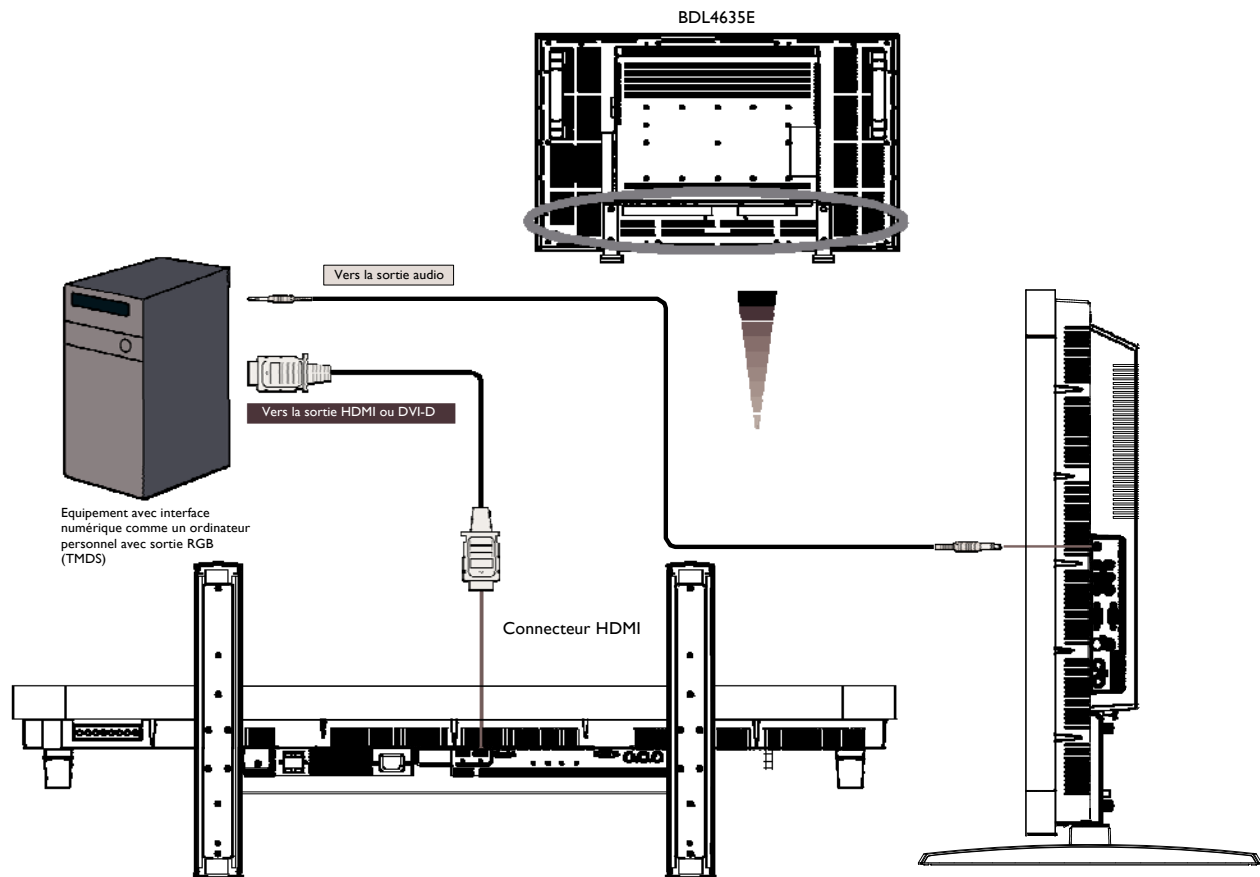 BDL4635E
Vers la sortie audio
Vers la sortie HDMI ou DVI-D
Equipement avec interface
numérique comme un ordinateur
personnel avec sortie RGB
(TMDS)
Connecteur HDMI